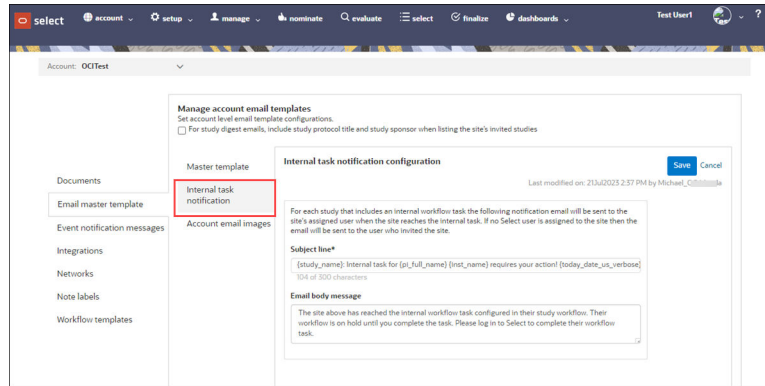 select account setup manage nominate evaluate select finalize dashboards Test User1 ?
Account: OCITest
Manage account email templates
Set account level email template configurations.
For study digest emails, include study protocol title and study sponsor when listing the site's invited studies
Documents
Email master template
Event notification messages
Integrations
Networks
Note labels
Workflow templates
Master template
Internal task
notification
Account email images
Internal task notification configuration
Save Cancel
Last modified on: 21Jul2023 2:37 PM by Michael_
For each study that includes an internal workflow task the following notification email will be sent to the
site's assigned user when the site reaches the internal task. If no Select user is assigned to the site then the
email will be sent to the user who invited the site.
Subject line*
{study_name}: Internal task for {pi_full_name} {inst_name} requires your action! {today_date_us_verbose}
104 of 300 characters
Email body message
The site above has reached the internal workflow task configured in their study workflow. Their
workflow is on hold until you complete the task. Please log in to Select to complete their workflow
task.